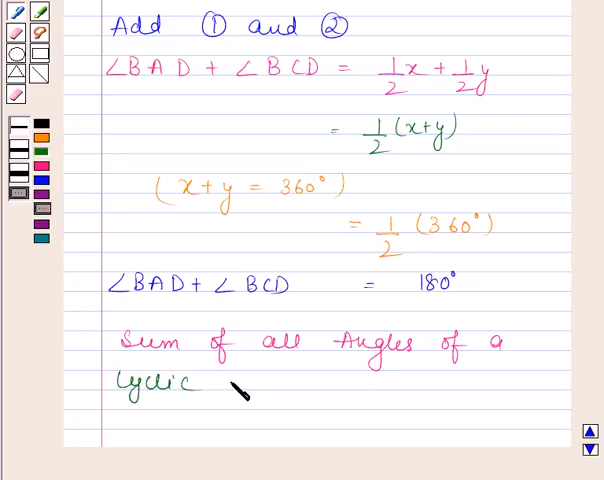 Add ① and ②
∠BAD + ∠BCD = 1/2 x + 1/2 y
= 1/2 (x+y)
(x+y = 360°)
= 1/2 (360°)
∠BAD + ∠BCD = 180°
Sum of all Angles of a
Cyclic